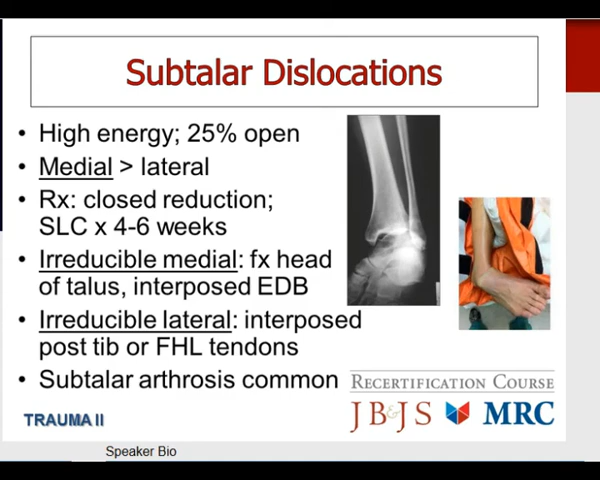 Subtalar Dislocations
• High energy; 25% open
• Medial > lateral
• Rx: closed reduction;
SLC x 4-6 weeks
• Irreducible medial: fx head
of talus, interposed EDB
• Irreducible lateral: interposed
post tib or FHL tendons
• Subtalar arthrosis common
RECERTIFICATION COURSE
JB&JS MRC
TRAUMA II
Speaker Bio